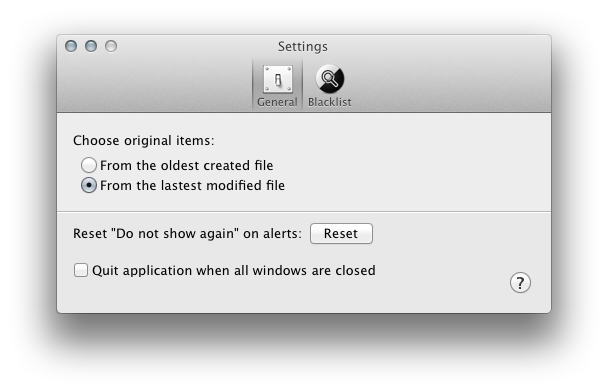 Settings
General
Blacklist
Choose original items:
From the oldest created file
From the lastest modified file
Reset "Do not show again" on alerts: Reset
Quit application when all windows are closed
?